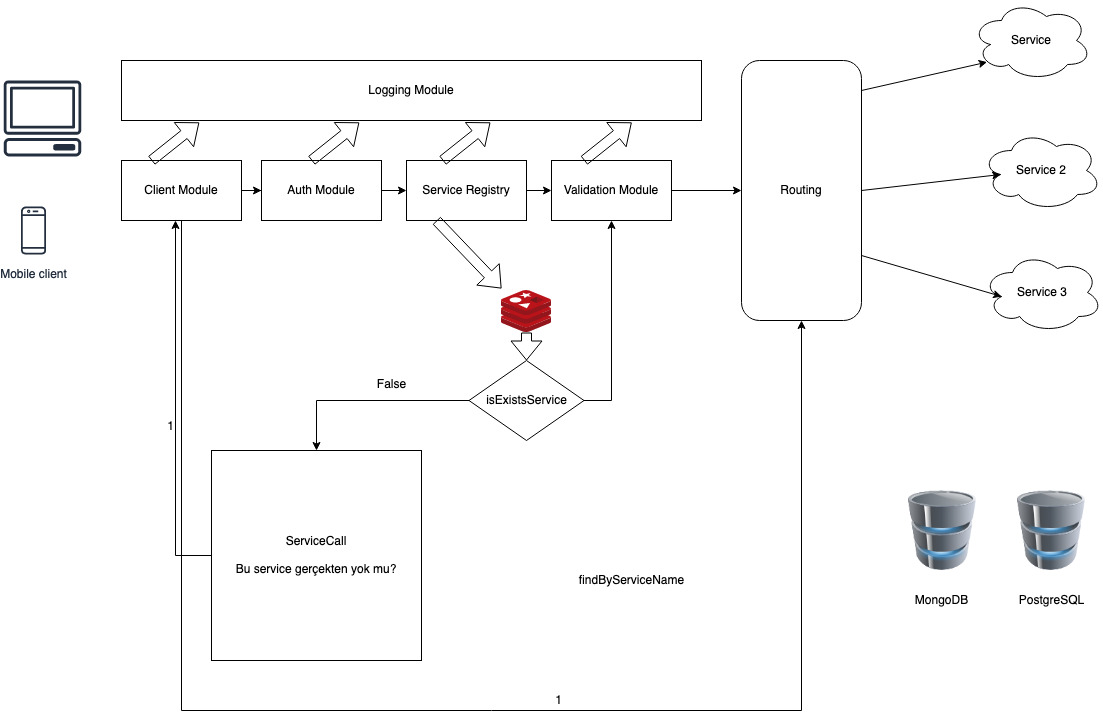 Service
Logging Module
Client Module
Auth Module
Service Registry
Validation Module
Routing
Service 2
Mobile client
Service 3
False
isExistsService
1
ServiceCall
Bu service gerçekten yok mu?
findByServiceName
MongoDB
PostgreSQL
1